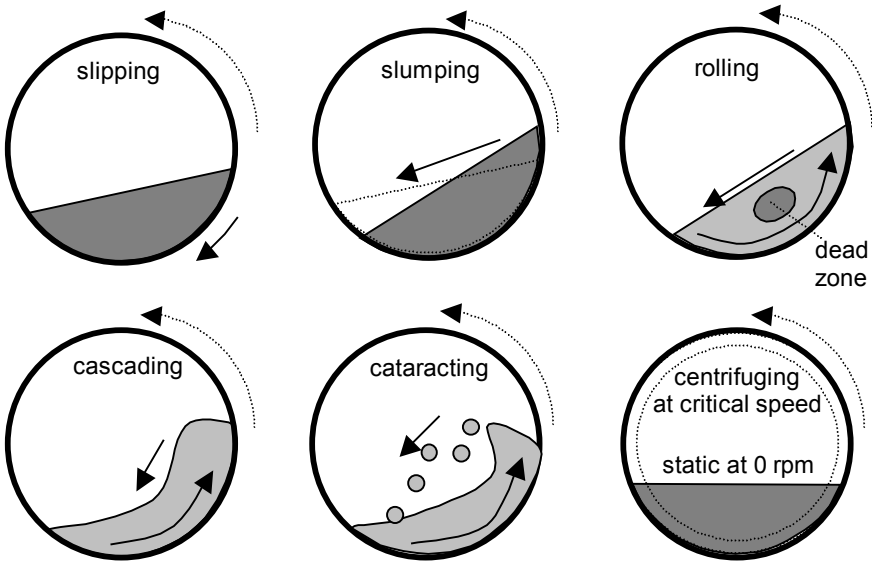 slipping
slumping
rolling
dead
zone
cascading
cataracting
centrifuging
at critical speed
static at 0 rpm